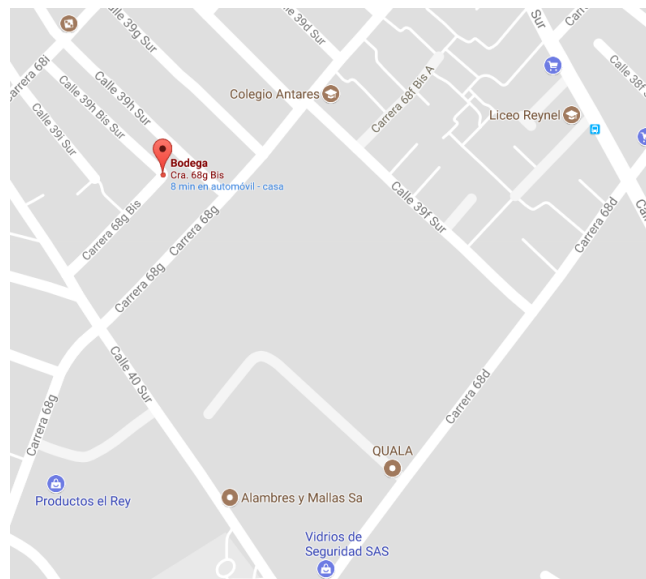 Calle 39g Sur
Calle 39d Sur
Sur
Carrera 68i
Calle 39h Sur
Calle 39h Bis Sur
Calle 39i Sur
Colegio Antares
Carrera 68f Bis A
Liceo Reynel
Bodega
Cra. 68g Bis
8 min en automóvil - casa
Carrera 68g Bis
Carrera 68g
Carrera 68g
Calle 39f Sur
Carrera 68d
Calle 40 Sur
Carrera 68g
Carrera 68d
QUALA
Productos el Rey
Alambres y Mallas Sa
Vidrios de
Seguridad SAS